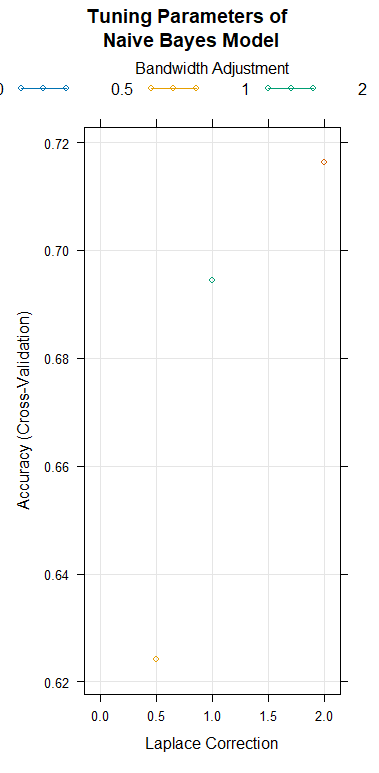 Tuning Parameters of
Naive Bayes Model
Bandwidth Adjustment
0 0.5 1 2
0.72
0.70
0.68
0.66
0.64
0.62
Accuracy (Cross-Validation)
0.0 0.5 1.0 1.5 2.0
Laplace Correction